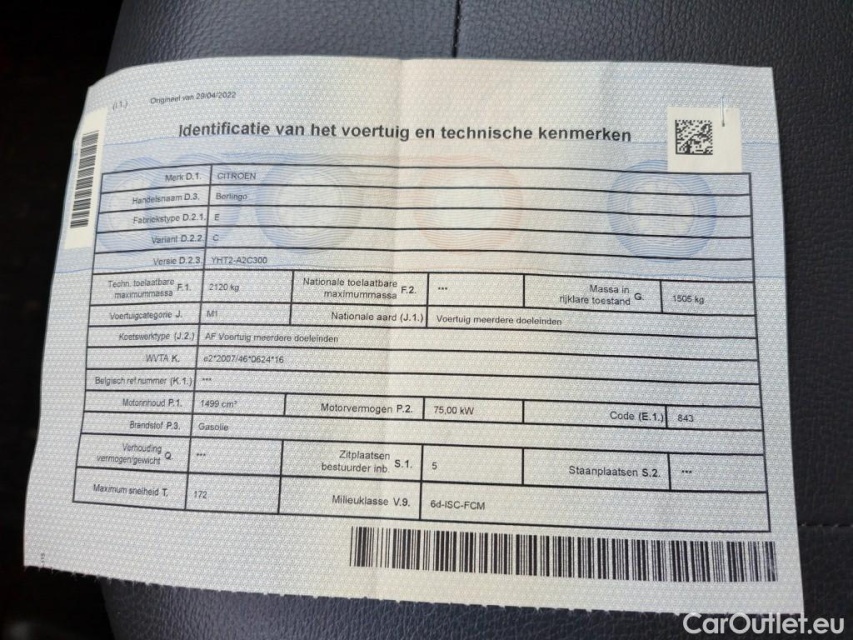 (I.1.) Origineel van 29/04/2022
Identificatie van het voertuig en technische kenmerken
Merk D.1. CITROEN
Handelsnaam D.3. Berlingo
Fabriekstype D.2.1. E
Variant D.2.2. C
Versie D.2.3. YHT2-A2C300
Techn. toelaatbare maximummassa F.1. 2120 kg Nationale toelaatbare maximummassa F.2. *** Massa in rijklare toestand G. 1505 kg
Voertuigcategorie J. M1 Nationale aard (J.1.) Voertuig meerdere doeleinden
Koetswerktype (J.2.) AF Voertuig meerdere doeleinden
WVTA K. e2*2007/46*0624*16
Belgisch ref.nummer (K.1.) ***
Motorinhoud P.1. 1499 cm³ Motorvermogen P.2. 75,00 kW Code (E.1.) 843
Brandstof P.3. Gasolie
Verhouding vermogen/gewicht Q *** Zitplaatsen bestuurder inb. S.1. 5 Staanplaatsen S.2. ***
Maximum snelheid T. 172 Milieuklasse V.9. 6d-ISC-FCM
CarOutlet.eu